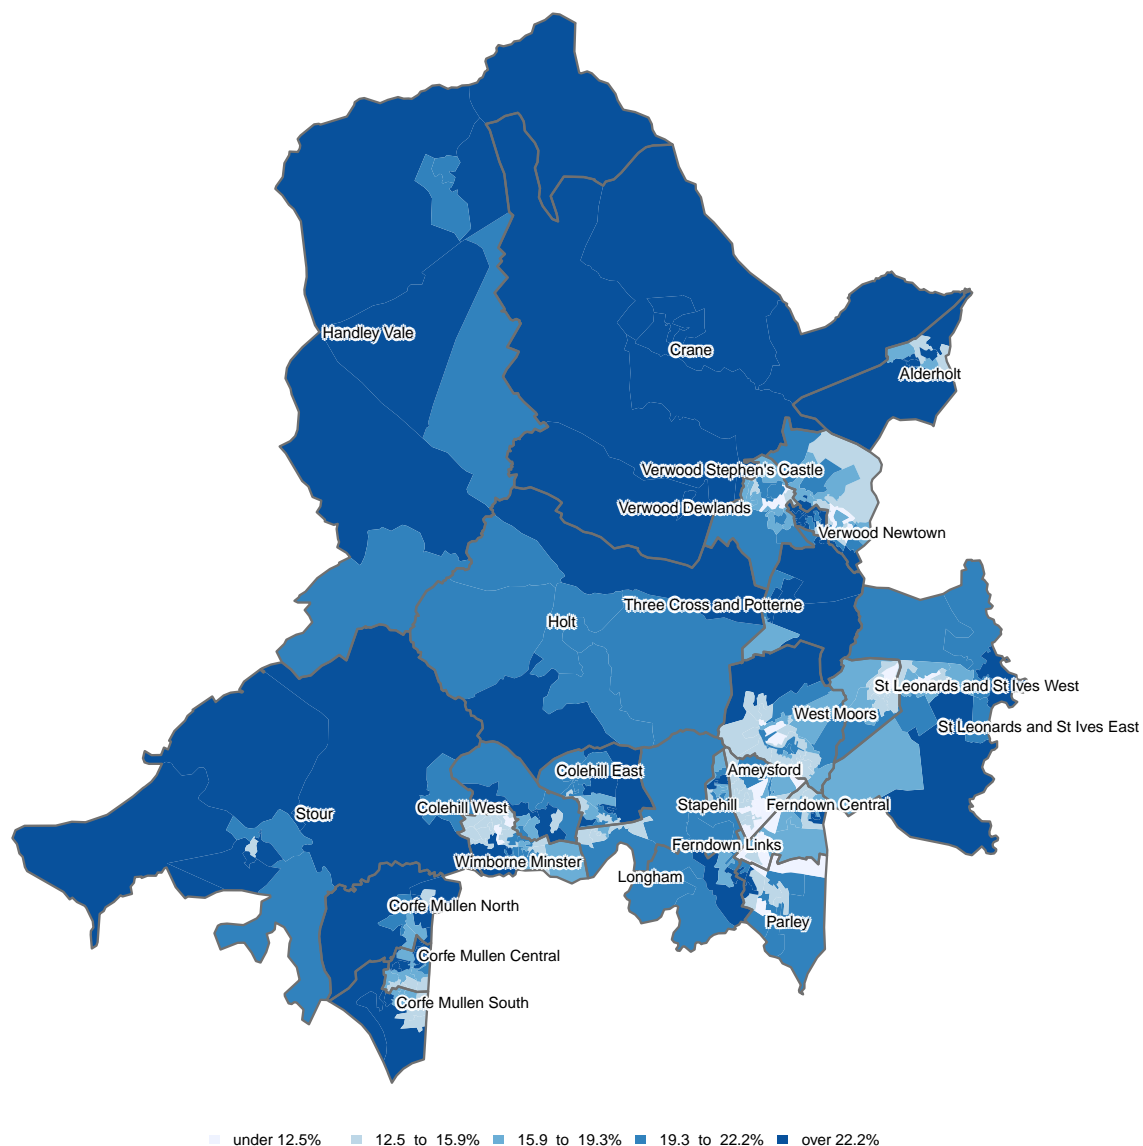 Handley Vale
Crane
Alderholt
Verwood Stephen's Castle
Verwood Dewlands
Verwood Newtown
Three Cross and Potterne
Holt
St Leonards and St Ives West
West Moors
St Leonards and St Ives East
Colehill East
Ameysford
Stapehill
Ferndown Central
Colehill West
Stour
Ferndown Links
Wimborne Minster
Longham
Corfe Mullen North
Parley
Corfe Mullen Central
Corfe Mullen South
under 12.5% 12.5 to 15.9% 15.9 to 19.3% 19.3 to 22.2% over 22.2%